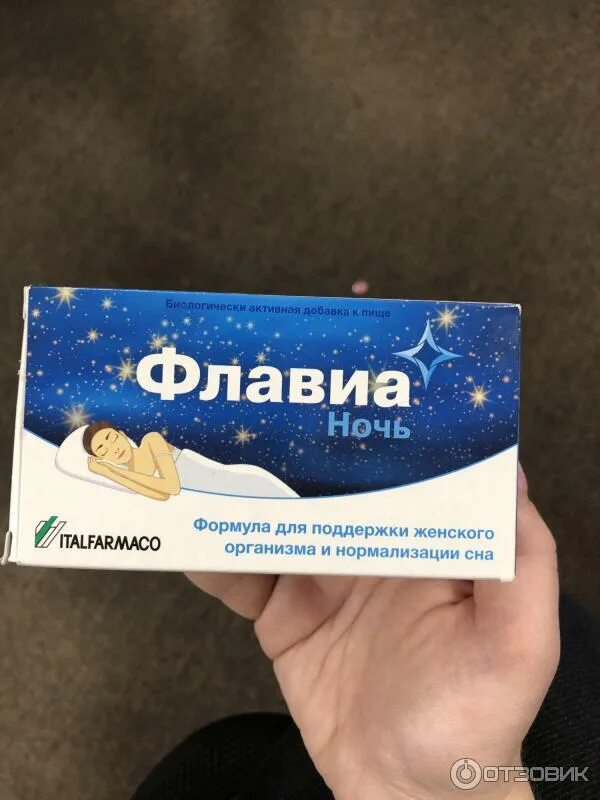 Биологически активная добавка к пище
Флавиа
Ночь
ITALFARMACO
Формула для поддержки женского
организма и нормализации сна
ОТЗОВИК